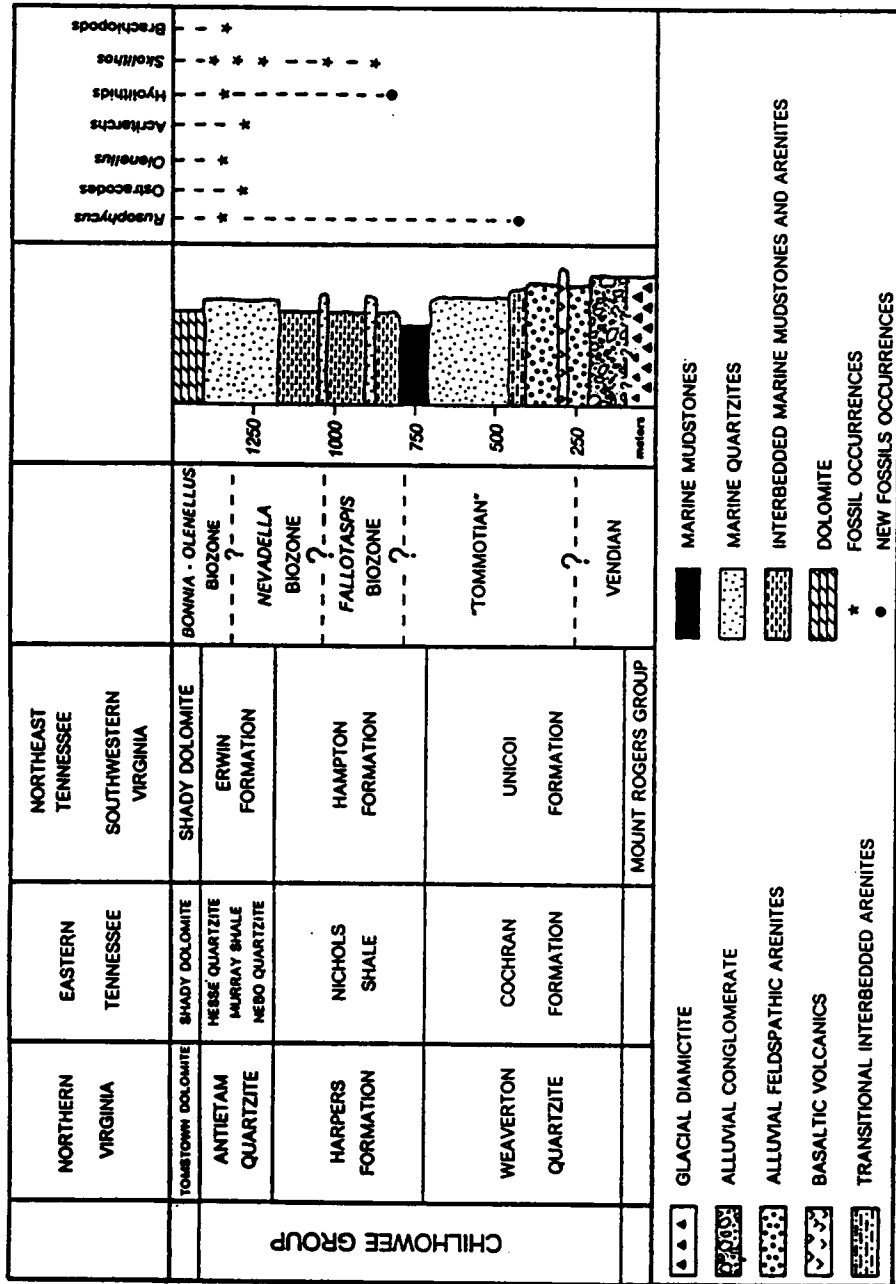 CHILHOWEE GROUP
NORTHERN
VIRGINIA
TOMSTOWN DOLOMITE
ANTIETAM
QUARTZITE
HARPERS
FORMATION
WEAVERTON
QUARTZITE
EASTERN
TENNESSEE
SHADY DOLOMITE
HESSE QUARTZITE
MURRAY SHALE
NEBO QUARTZITE
NICHOLS
SHALE
COCHRAN
FORMATION
NORTHEAST
TENNESSEE
SOUTHWESTERN
VIRGINIA
SHADY DOLOMITE
ERWIN
FORMATION
HAMPTON
FORMATION
UNICOI
FORMATION
MOUNT ROGERS GROUP
BONNIA - OLENELLUS
BIOZONE
?
NEVADELLA
BIOZONE
?
FALLOTASPIS
BIOZONE
?
"TOMMOTIAN"
?
VENDIAN
1250
1000
750
500
250
meters
?
?
Rusophycus
Ostracodes
Olenellus
Acritarchs
Hyolithids
Skolithos
Brachiopods
GLACIAL DIAMICTITE
ALLUVIAL CONGLOMERATE
ALLUVIAL FELDSPATHIC ARENITES
BASALTIC VOLCANICS
TRANSITIONAL INTERBEDDED ARENITES
MARINE MUDSTONES
MARINE QUARTZITES
INTERBEDDED MARINE MUDSTONES AND ARENITES
DOLOMITE
* FOSSIL OCCURRENCES
● NEW FOSSILS OCCURRENCES